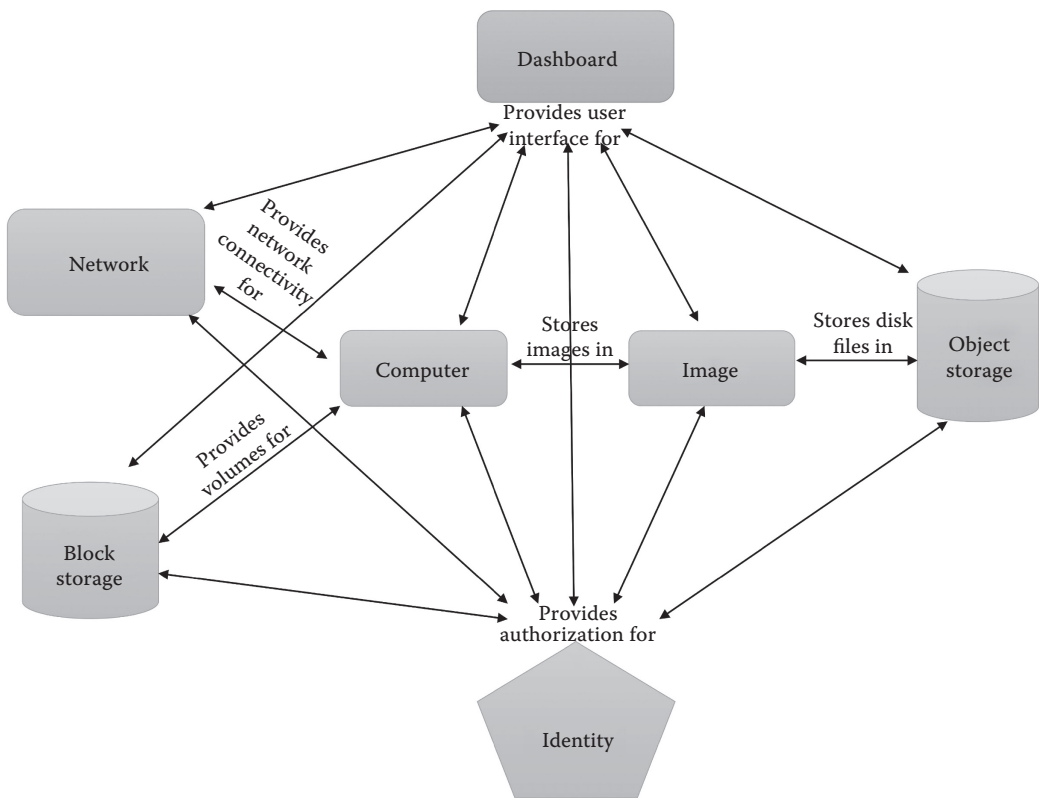 Dashboard
Provides user
interface for
Provides
network
connectivity
for
Network
Stores
images in
Stores disk
files in
Computer
Image
Object
storage
Provides
volumes for
Block
storage
Provides
authorization for
Identity